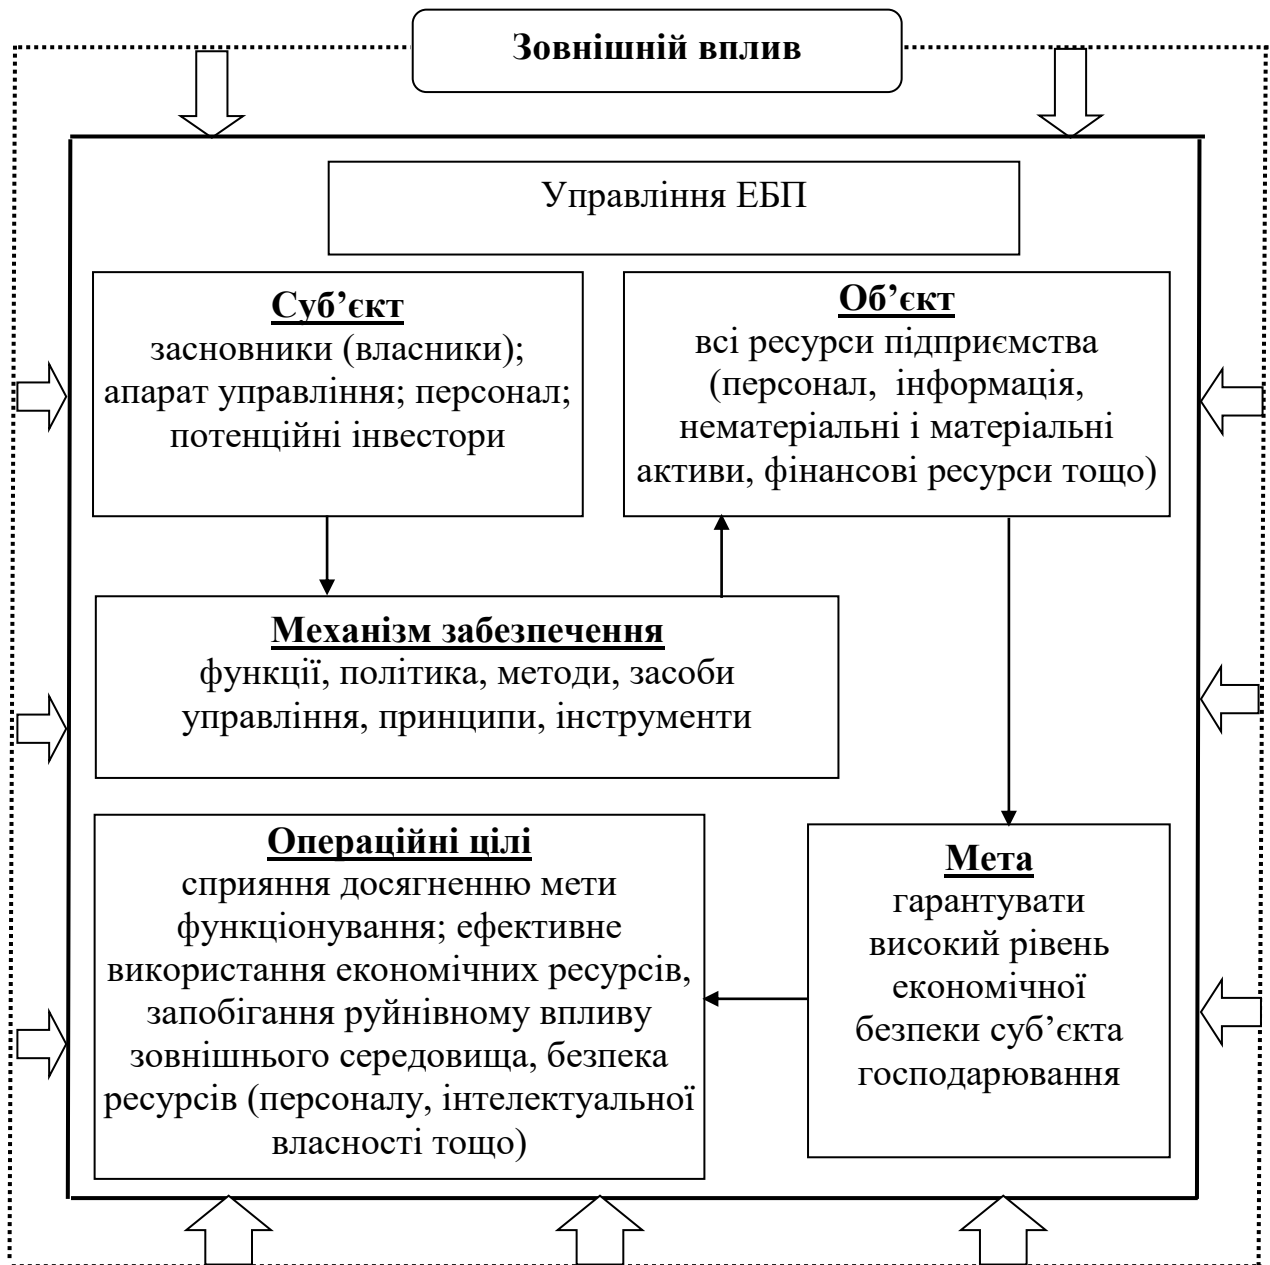 Зовнішній вплив
Управління ЕБП
Суб’єкт
засновники (власники);
апарат управління; персонал;
потенційні інвестори
Об’єкт
всі ресурси підприємства
(персонал, інформація,
нематеріальні і матеріальні
активи, фінансові ресурси тощо)
Механізм забезпечення
функції, політика, методи, засоби
управління, принципи, інструменти
Операційні цілі
сприяння досягненню мети
функціонування; ефективне
використання економічних ресурсів,
запобігання руйнівному впливу
зовнішнього середовища, безпека
ресурсів (персоналу, інтелектуальної
власності тощо)
Мета
гарантувати
високий рівень
економічної
безпеки суб’єкта
господарювання